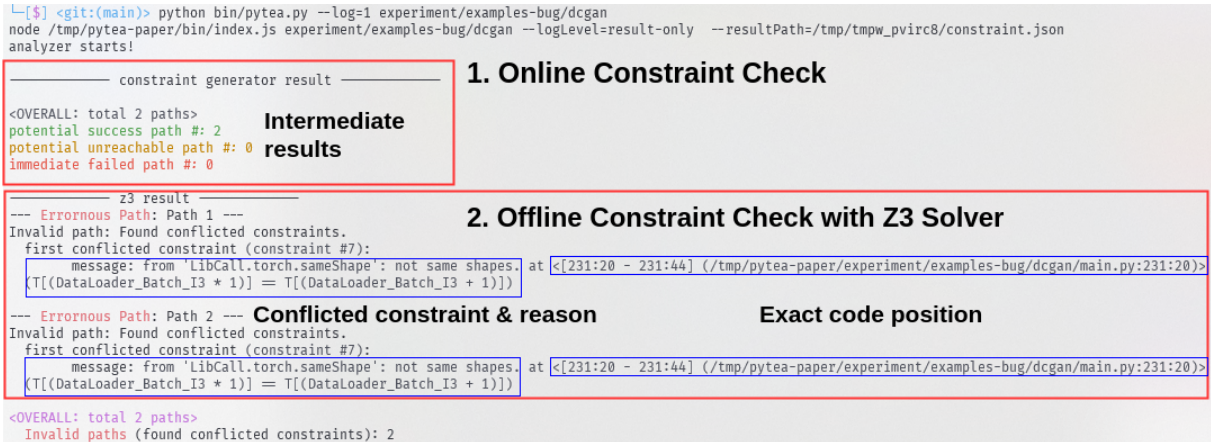 └─[$] <git:(main)> python bin/pytea.py --log=1 experiment/examples-bug/dcgan
node /tmp/pytea-paper/bin/index.js experiment/examples-bug/dcgan --logLevel=result-only --resultPath=/tmp/tmpw_pvirc8/constraint.json
analyzer starts!
1. Online Constraint Check
──────────── constraint generator result ────────────
<OVERALL: total 2 paths>
potential success path #: 2
potential unreachable path #: 0
immediate failed path #: 0
Intermediate
results
──────────── z3 result ────────────
--- Errornous Path: Path 1 ---
2. Offline Constraint Check with Z3 Solver
Invalid path: Found conflicted constraints.
first conflicted constraint (constraint #7):
message: from 'LibCall.torch.sameShape': not same shapes. at <[231:20 - 231:44] (/tmp/pytea-paper/experiment/examples-bug/dcgan/main.py:231:20)>
(T[(DataLoader_Batch_I3 * 1)] == T[(DataLoader_Batch_I3 + 1)])
--- Errornous Path: Path 2 ---
Conflicted constraint & reason
Exact code position
Invalid path: Found conflicted constraints.
first conflicted constraint (constraint #7):
message: from 'LibCall.torch.sameShape': not same shapes. at <[231:20 - 231:44] (/tmp/pytea-paper/experiment/examples-bug/dcgan/main.py:231:20)>
(T[(DataLoader_Batch_I3 * 1)] == T[(DataLoader_Batch_I3 + 1)])
<OVERALL: total 2 paths>
Invalid paths (found conflicted constraints): 2